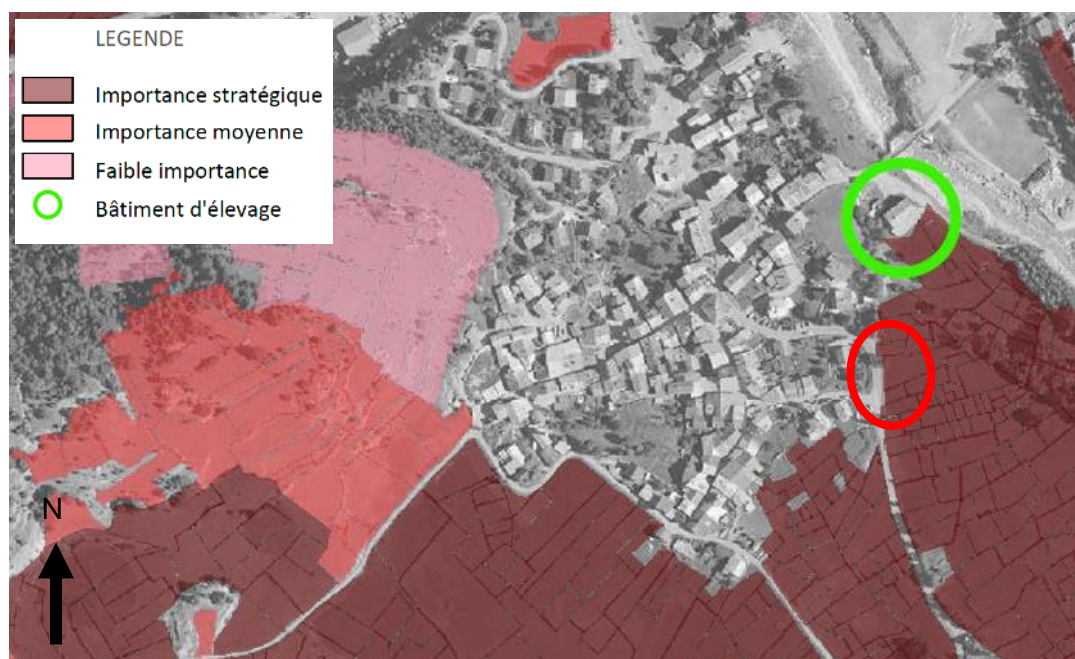 LEGENDE
Importance stratégique
Importance moyenne
Faible importance
Bâtiment d'élevage
N